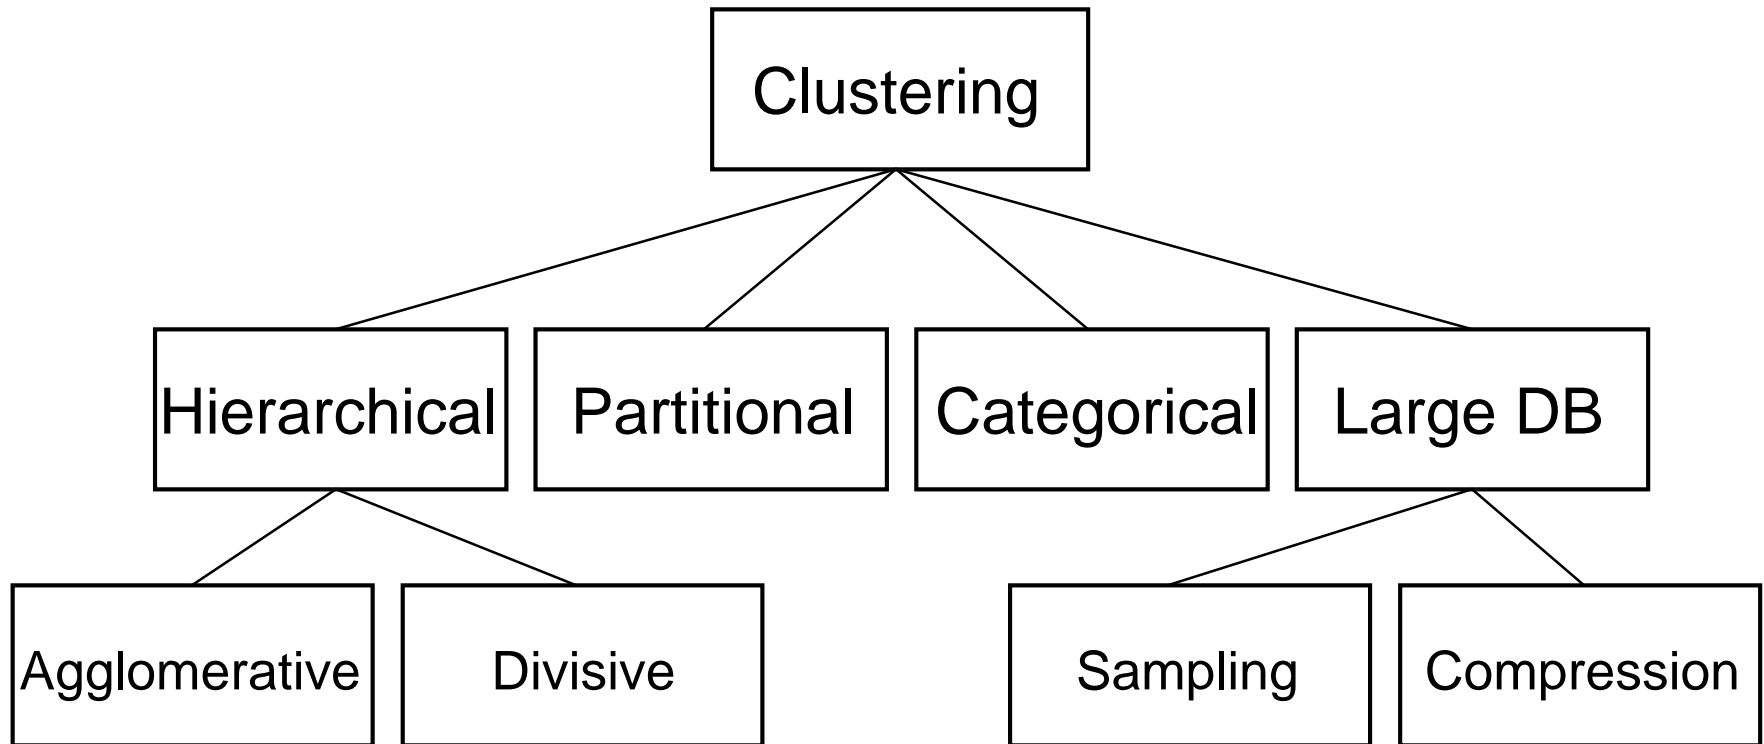 Clustering
Hierarchical
Partitional
Categorical
Large DB
Agglomerative
Divisive
Sampling
Compression